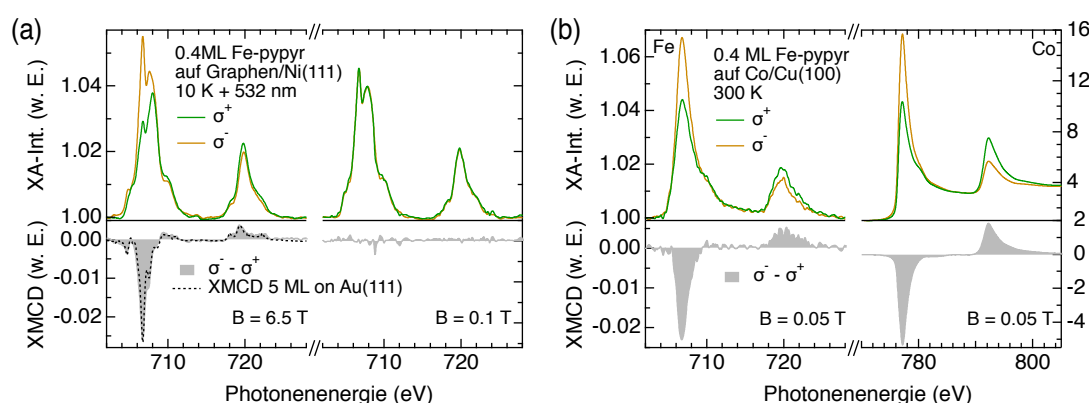 (a)
0.4ML Fe-pypyr
auf Graphen/Ni(111)
10 K + 532 nm
σ+
σ-
XA-Int. (w. E.)
1.04
1.02
1.00
XMCD (w. E.)
0.00
-0.01
-0.02
σ- - σ+
XMCD 5 ML on Au(111)
B = 6.5 T
B = 0.1 T
710
720
710
720
Photonenenergie (eV)
(b)
Fe
0.4 ML Fe-pypyr
auf Co/Cu(100)
300 K
σ+
σ-
Co
XA-Int. (w. E.)
1.06
1.04
1.02
1.00
16
14
12
10
8
6
4
2
XMCD (w. E.)
0.00
-0.01
-0.02
σ- - σ+
2
0
-2
-4
B = 0.05 T
B = 0.05 T
710
720
780
800
Photonenenergie (eV)